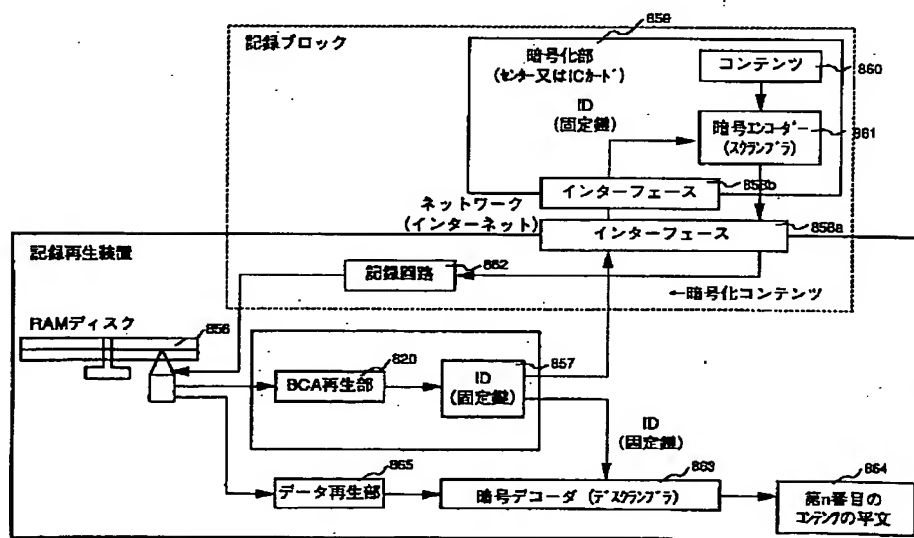 859
記録ブロック
暗号化部
(センター又はICカード)
コンテンツ
860
ID
(固定鍵)
暗号エンコーダー
(スクランブラ)
861
858b
インターフェース
ネットワーク
(インターネット)
インターフェース
858a
記録再生装置
862
記録回路
←暗号化コンテンツ
RAMディスク
856
820
BCA再生部
857
ID
(固定鍵)
ID
(固定鍵)
865
データ再生部
863
暗号デコーダ (デスクランブラ)
864
第n番目の
コンテンツの平文